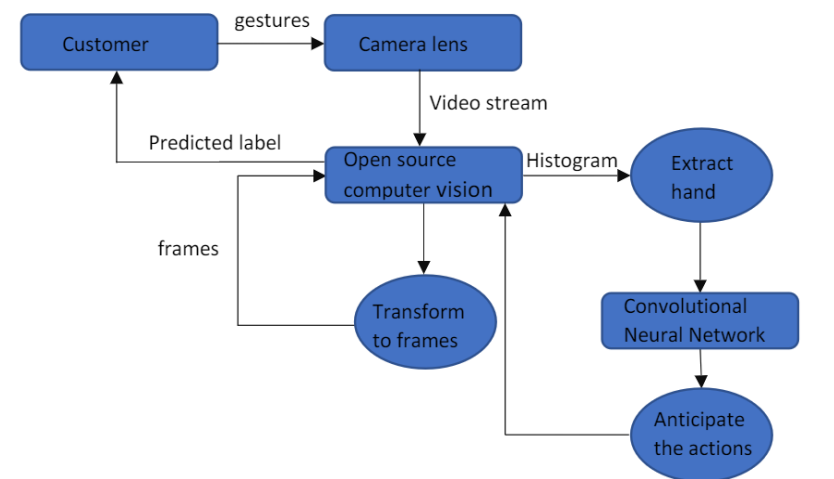 gestures
Customer
Camera lens
Video stream
Predicted label
Open source
computer vision
Histogram
Extract
hand
frames
Transform
to frames
Convolutional
Neural Network
Anticipate
the actions